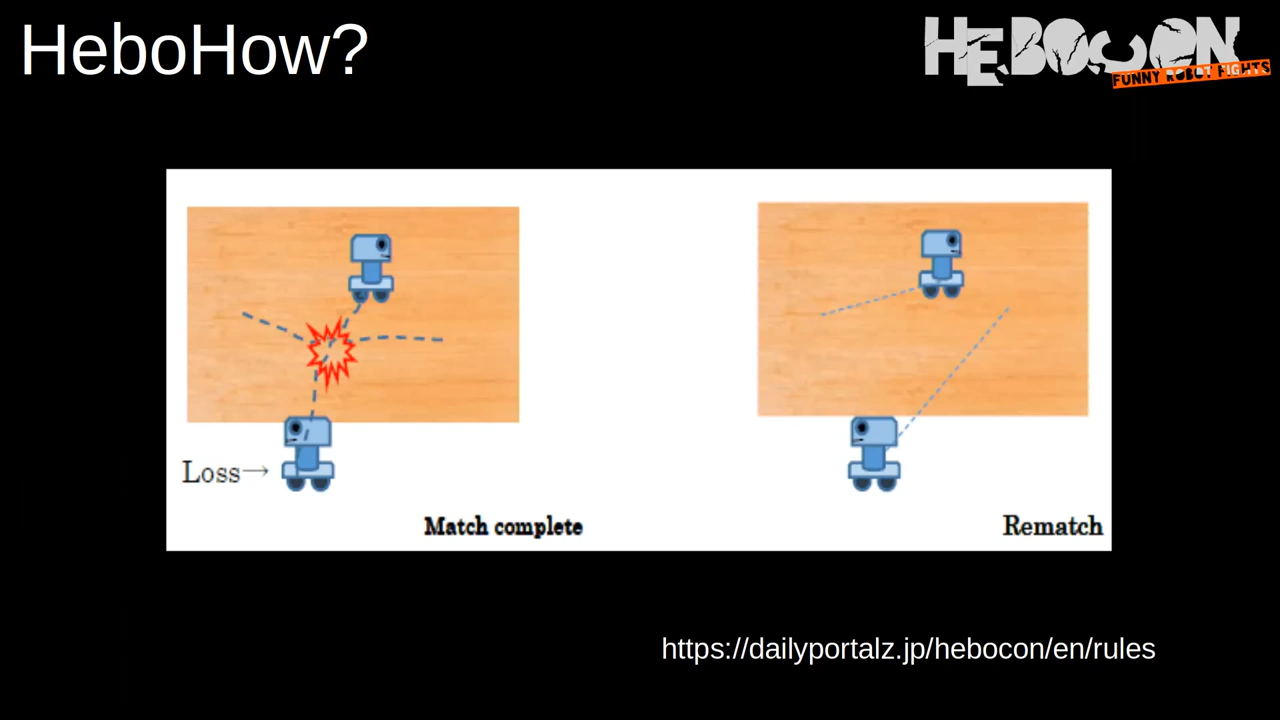 HeboHow?
HEBOCON
FUNNY ROBOT FIGHTS
Loss→
Match complete
Rematch
https://dailyportalz.jp/hebocon/en/rules